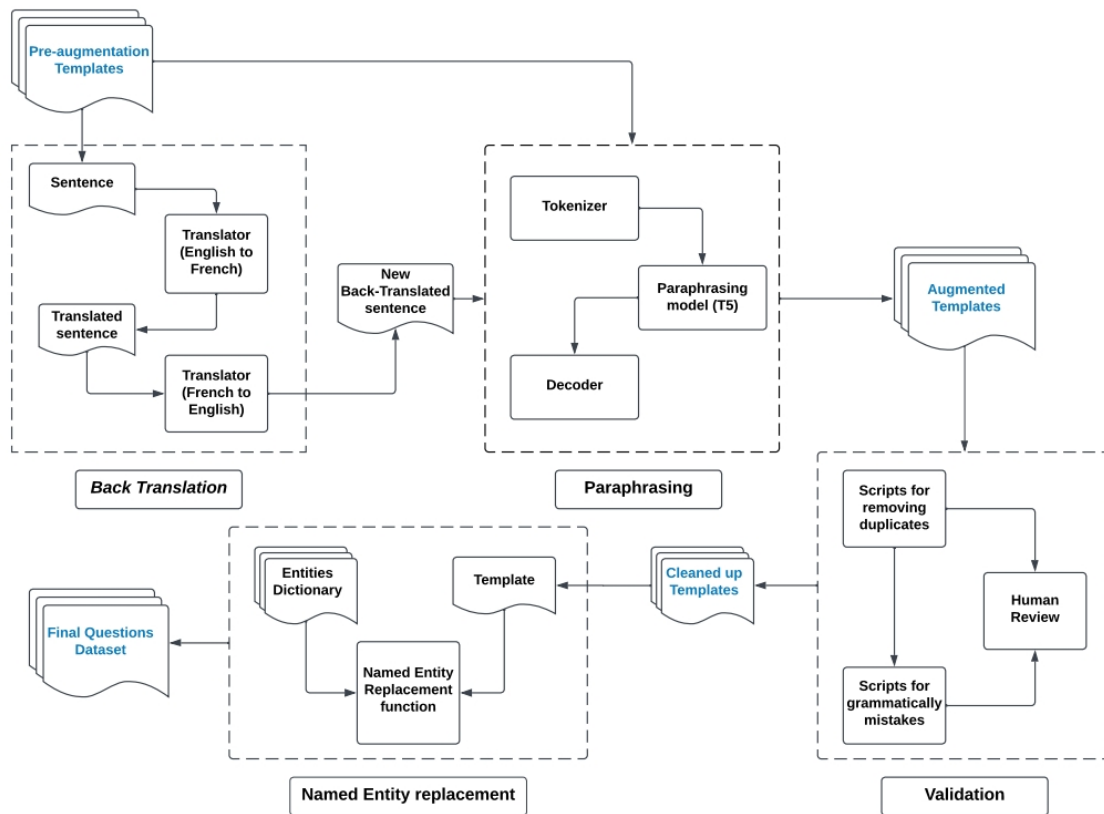 Pre-augmentation
Templates
Sentence
Translator
(English to
French)
Translated
sentence
Translator
(French to
English)
Back Translation
New
Back-Translated
sentence
Tokenizer
Paraphrasing
model (T5)
Decoder
Paraphrasing
Augmented
Templates
Scripts for
removing
duplicates
Human
Review
Scripts for
grammatically
mistakes
Validation
Cleaned up
Templates
Entities
Dictionary
Template
Named Entity
Replacement
function
Named Entity replacement
Final Questions
Dataset